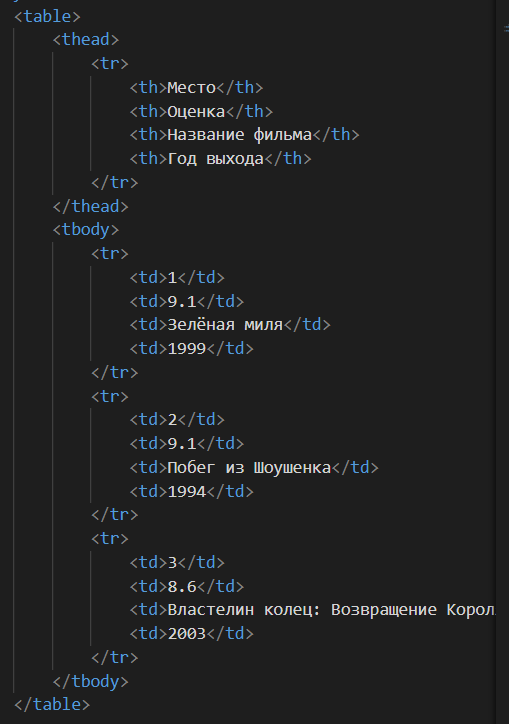 <table>
<thead>
<tr>
<th>Место</th>
<th>Оценка</th>
<th>Название фильма</th>
<th>Год выхода</th>
</tr>
</thead>
<tbody>
<tr>
<td>1</td>
<td>9.1</td>
<td>Зелёная миля</td>
<td>1999</td>
</tr>
<tr>
<td>2</td>
<td>9.1</td>
<td>Побег из Шоушенка</td>
<td>1994</td>
</tr>
<tr>
<td>3</td>
<td>8.6</td>
<td>Властелин колец: Возвращение
<td>2003</td>
</tr>
</tbody>
</table>